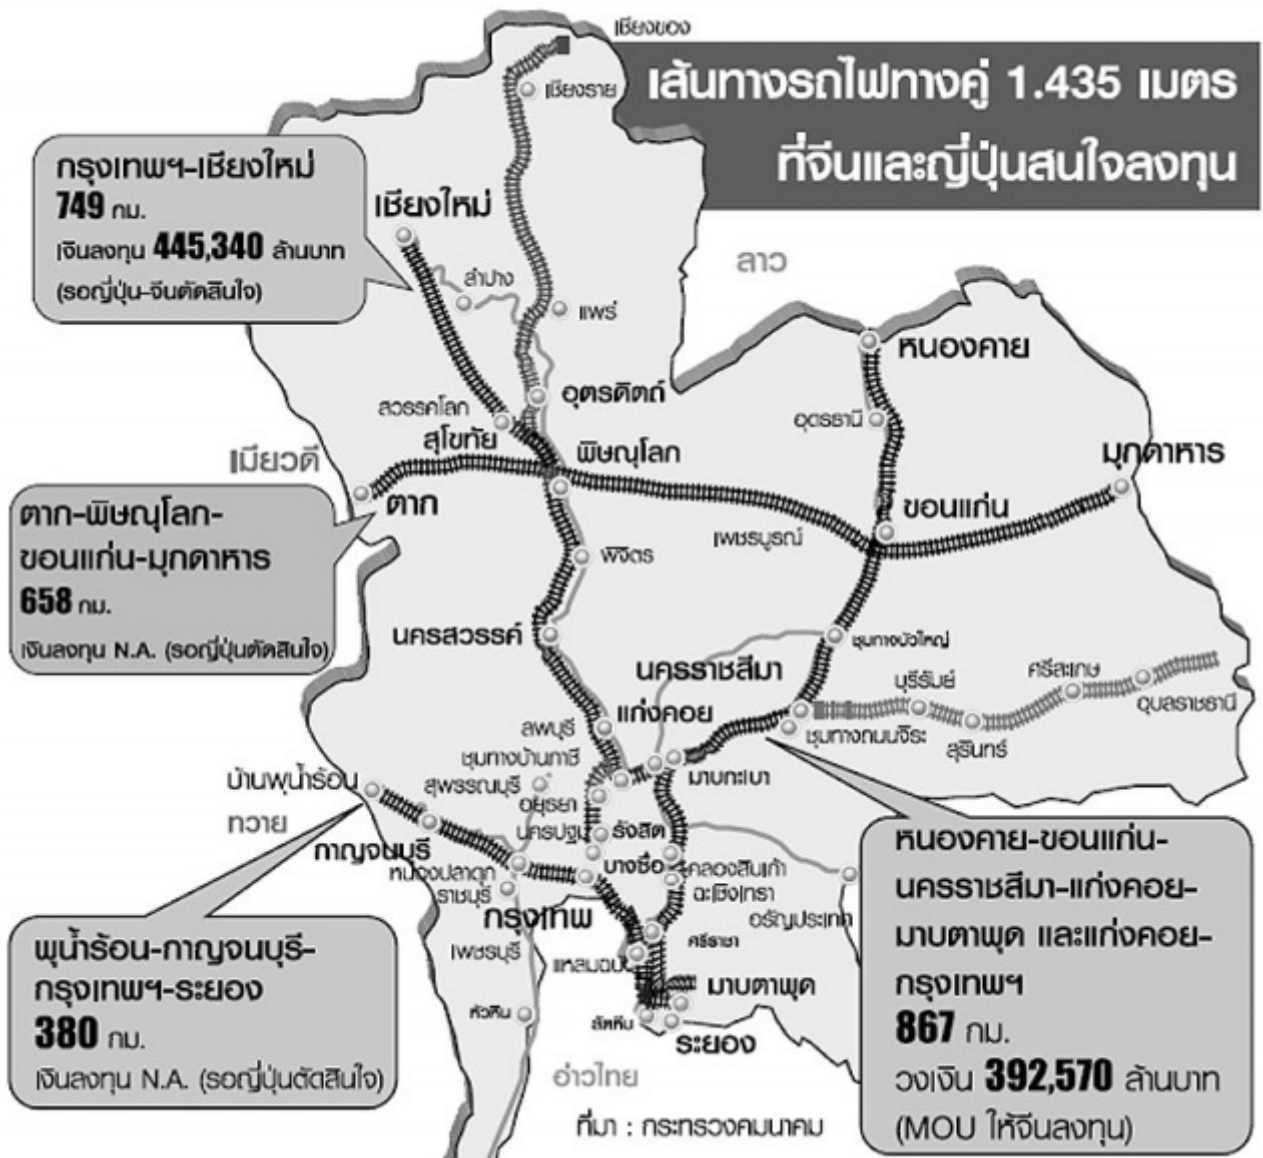 เชียงของ
เส้นทางรถไฟทางคู่ 1.435 เมตร
ที่จีนและญี่ปุ่นสนใจลงทุน
เชียงราย
กรุงเทพฯ-เชียงใหม่
749 กม.
เงินลงทุน 445,340 ล้านบาท
(รอญี่ปุ่น-จีนตัดสินใจ)
เชียงใหม่
ลำปาง
แพร่
ลาว
หนองคาย
อุตรดิตถ์
สวรรคโลก
สุโขทัย
อุดรธานี
เมียวดี
พิษณุโลก
มุกดาหาร
ตาก
ขอนแก่น
ตาก-พิษณุโลก-
ขอนแก่น-มุกดาหาร
658 กม.
เงินลงทุน N.A. (รอญี่ปุ่นตัดสินใจ)
เพชรบูรณ์
พิจิตร
นครสวรรค์
ชุมทางบัวใหญ่
นครราชสีมา
บุรีรัมย์
ศรีสะเกษ
อุบลราชธานี
แก่งคอย
ลพบุรี
ชุมทางถนนจิระ
สุรินทร์
ชุมทางบ้านภาชี
มาบกะเบา
บ้านพุน้ำร้อน
สุพรรณบุรี
อยุธยา
ทวาย
นครปฐม
รังสิต
กาญจนบุรี
หนองปลาดุก
บางซื่อ
คลองสิบเก้า
ราชบุรี
ฉะเชิงเทรา
กรุงเทพ
อรัญประเทศ
เพชรบุรี
ศรีราชา
แหลมฉบัง
มาบตาพุด
หัวหิน
สัตหีบ
ระยอง
พุน้ำร้อน-กาญจนบุรี-
กรุงเทพฯ-ระยอง
380 กม.
เงินลงทุน N.A. (รอญี่ปุ่นตัดสินใจ)
หนองคาย-ขอนแก่น-
นครราชสีมา-แก่งคอย-
มาบตาพุด และแก่งคอย-
กรุงเทพฯ
867 กม.
วงเงิน 392,570 ล้านบาท
(MOU ให้จีนลงทุน)
อ่าวไทย
ที่มา : กระทรวงคมนาคม